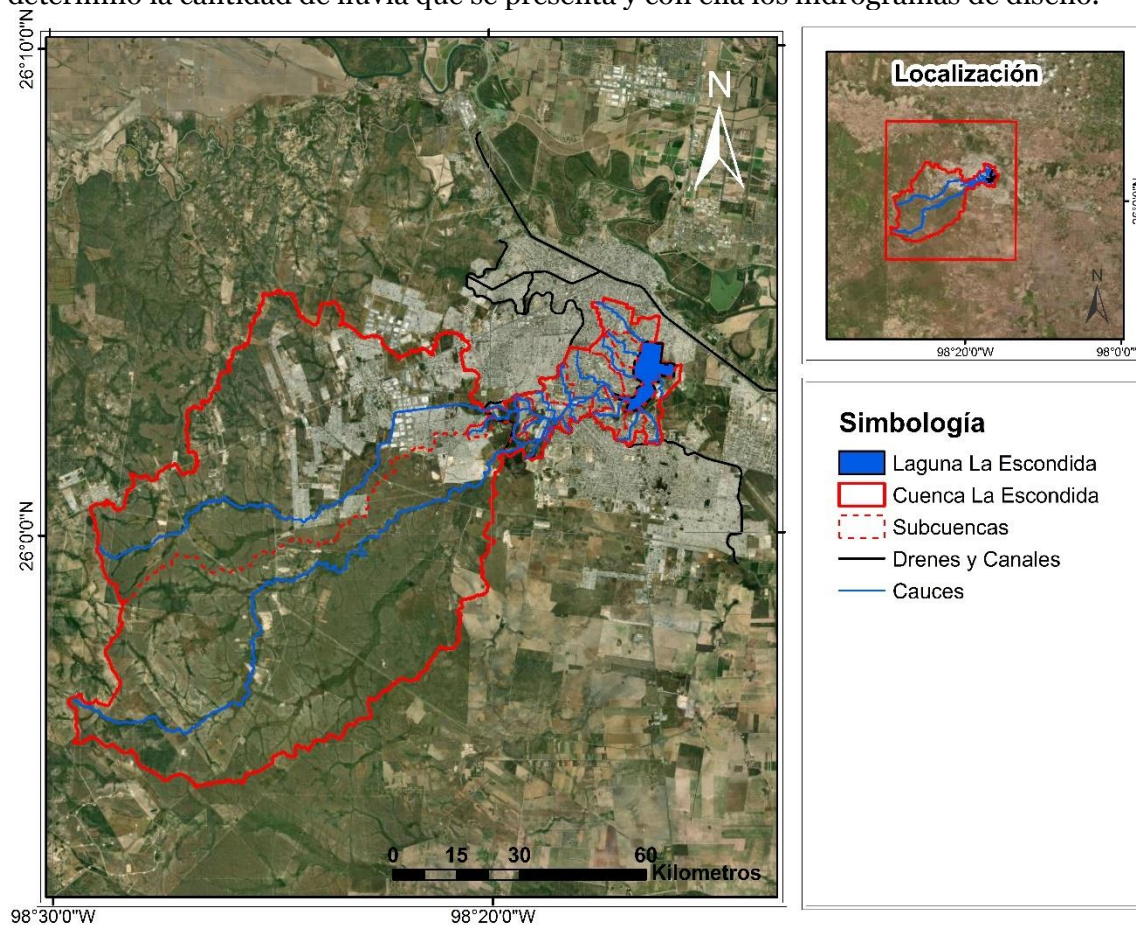 determinó la cantidad de lluvia que se presenta y con ella los hidrogramas de diseño.
26°10'0"N
N
26°0'0"N
0 15 30 60
Kilometros
98°30'0"W 98°20'0"W
Localización
N
98°20'0"W 98°0'0"W
Simbología
Laguna La Escondida
Cuenca La Escondida
Subcuencas
Drenes y Canales
Cauces